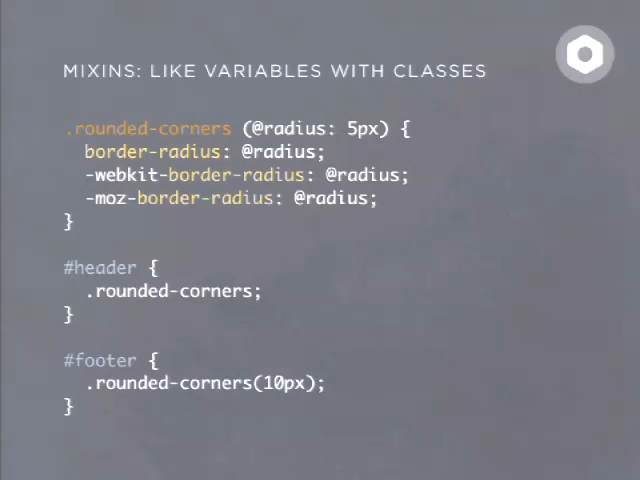 MIXINS: LIKE VARIABLES WITH CLASSES
.rounded-corners (@radius: 5px) {
border-radius: @radius;
-webkit-border-radius: @radius;
-moz-border-radius: @radius;
}
#header {
.rounded-corners;
}
#footer {
.rounded-corners(10px);
}